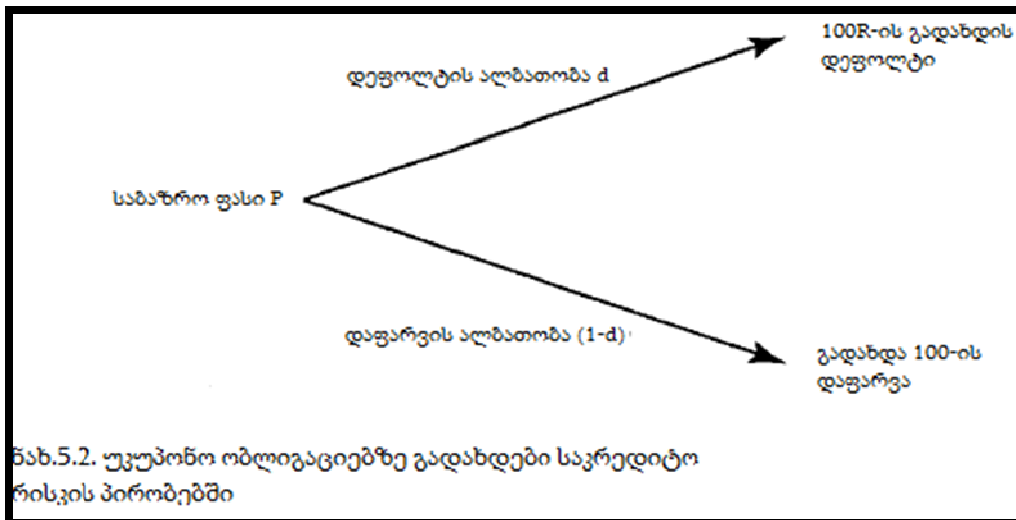 100R-ის გადახდის
დეფოლტი
დეფოლტის ალბათობა d
საბაზრო ფასი P
დაფარვის ალბათობა (1-d)
გადახდა 100-ის
დაფარვა
ნახ.5.2. უკუპონო ობლიგაციებზე გადახდები საკრედიტო
რისკის პირობებში